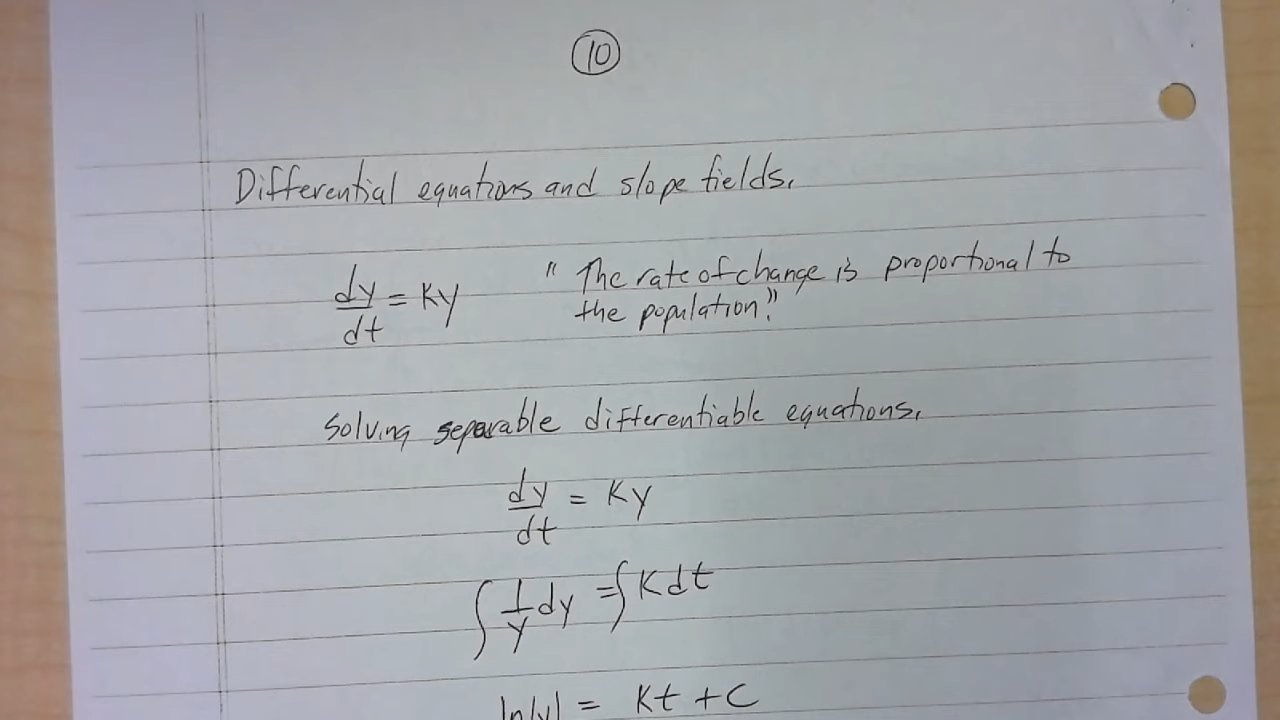 10
Differential equations and slope fields.
dy/dt = Ky "The rate of change is proportional to
the population."
Solving separable differentiable equations.
dy/dt = Ky
∫ 1/y dy = ∫ K dt
ln|y| = Kt + C